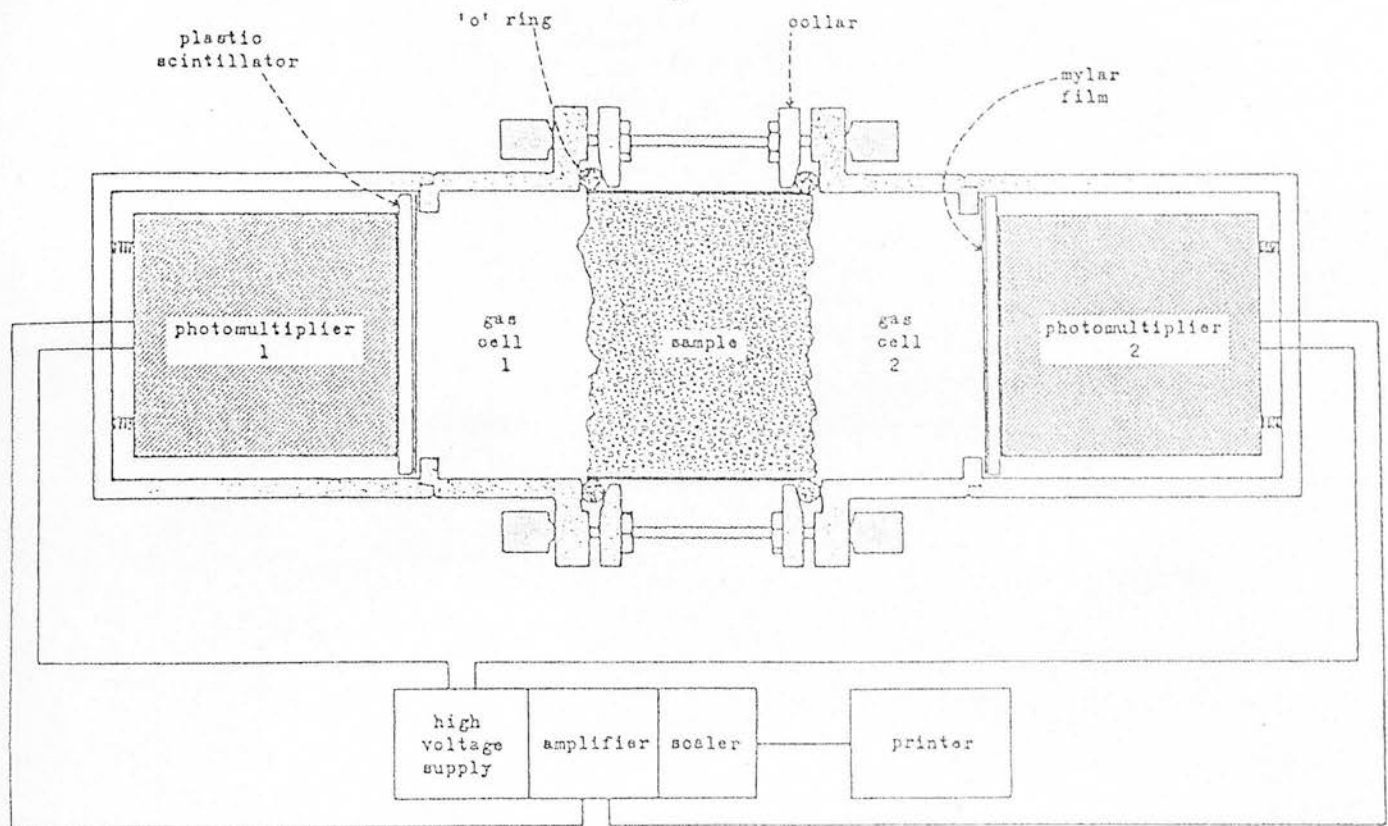 'o' ring
collar
plastic
scintillator
mylar
film
photomultiplier
1
gas
cell
1
sample
gas
cell
2
photomultiplier
2
high
voltage
supply
amplifier
scaler
printer